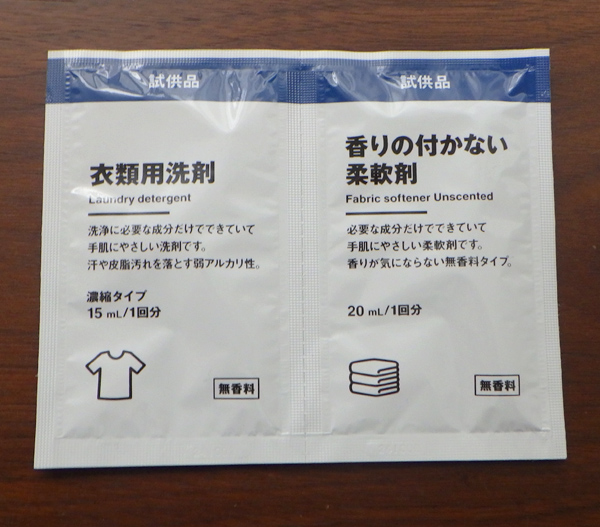 試供品
衣類用洗剤
Laundry detergent
洗浄に必要な成分だけでできていて
手肌にやさしい洗剤です。
汗や皮脂汚れを落とす弱アルカリ性。
濃縮タイプ
15 mL/1回分
無香料
試供品
香りの付かない
柔軟剤
Fabric softener Unscented
必要な成分だけでできていて
手肌にやさしい柔軟剤です。
香りが気にならない無香料タイプ。
20 mL/1回分
無香料